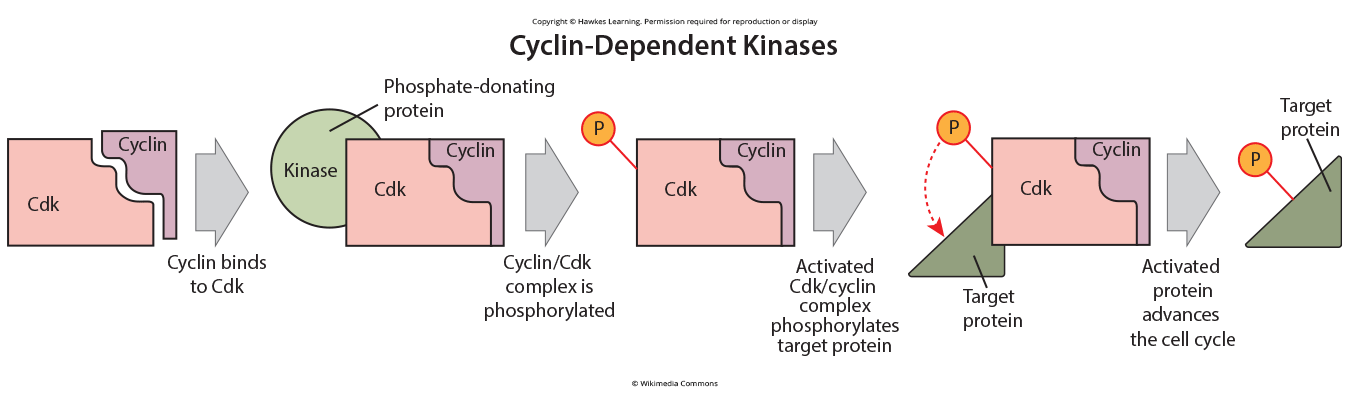 Copyright © Hawkes Learning. Permission required for reproduction or display
Cyclin-Dependent Kinases
Cdk
Cyclin
Cyclin binds
to Cdk
Phosphate-donating
protein
Kinase
Cdk
Cyclin
Cyclin/Cdk
complex is
phosphorylated
P
Cdk
Cyclin
Activated
Cdk/cyclin
complex
phosphorylates
target protein
P
Cdk
Cyclin
Target
protein
Activated
protein
advances
the cell cycle
Target
protein
P
© Wikimedia Commons